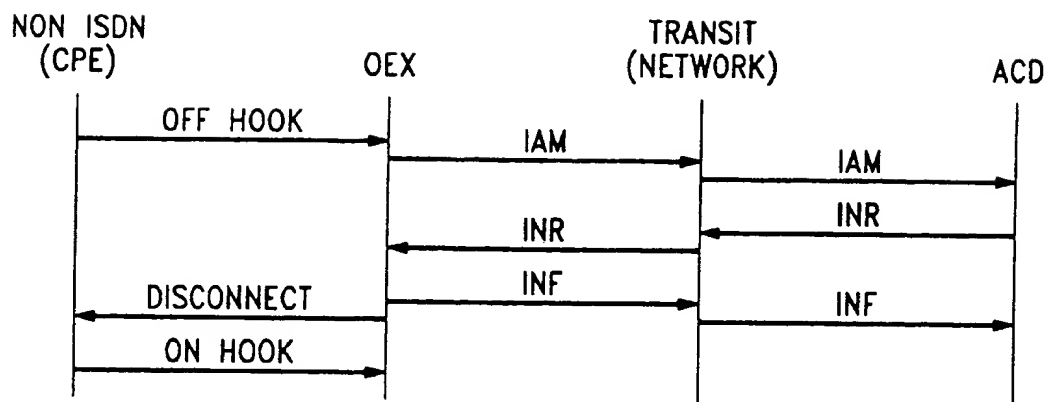 NON ISDN
(CPE)
OEX
TRANSIT
(NETWORK)
ACD
OFF HOOK
IAM
IAM
INR
INR
INF
DISCONNECT
INF
ON HOOK